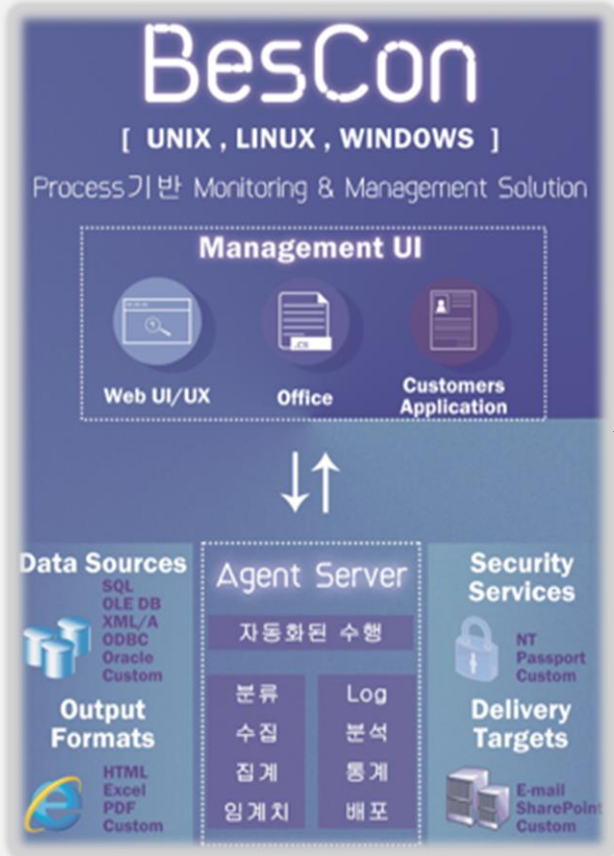 BesCon
[ UNIX , LINUX , WINDOWS ]
Process기반 Monitoring & Management Solution
Management UI
Web UI/UX
.CS
Office
Customers
Application
↓↑
Data Sources
SQL
OLE DB
XML/A
ODBC
Oracle
Custom
Output
Formats
HTML
Excel
PDF
Custom
Agent Server
자동화된 수행
분류
수집
집계
임계치
Log
분석
통계
배포
Security
Services
NT
Passport
Custom
Delivery
Targets
E-mail
SharePoint
Custom